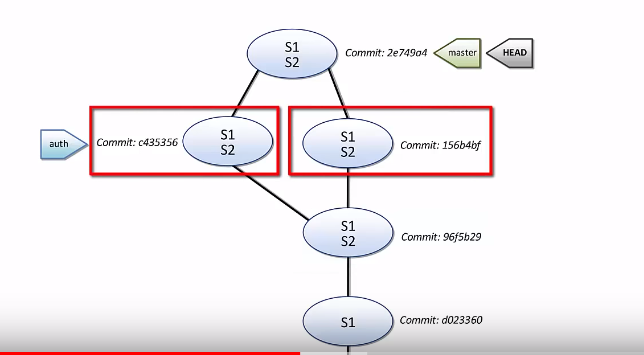 S1
S2
Commit: 2e749a4
master
HEAD
auth
Commit: c435356
S1
S2
S1
S2
Commit: 156b4bf
S1
S2
Commit: 96f5b29
S1
Commit: d023360